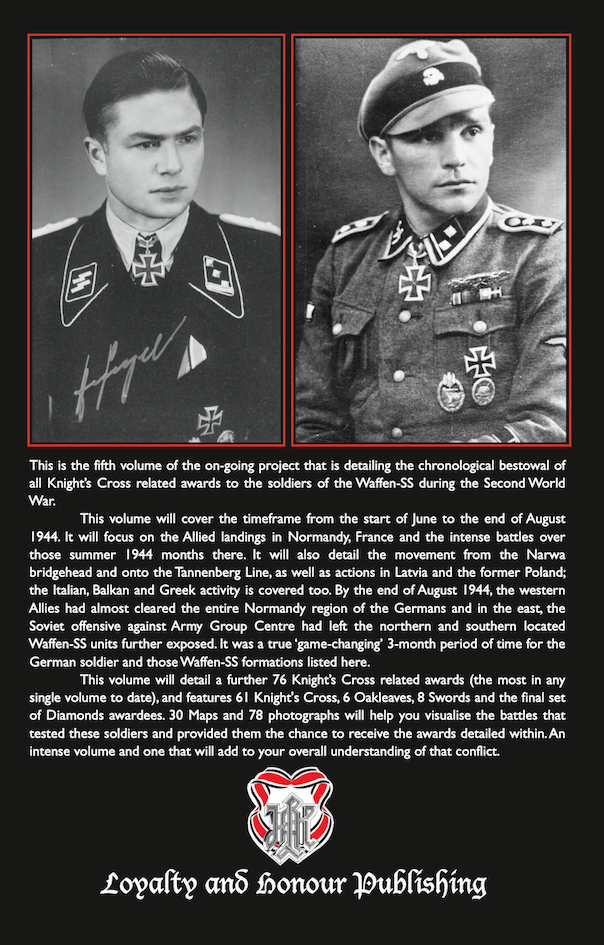 This is the fifth volume of the on-going project that is detailing the chronological bestowal of
all Knight's Cross related awards to the soldiers of the Waffen-SS during the Second World
War.
This volume will cover the timeframe from the start of June to the end of August
1944. It will focus on the Allied landings in Normandy, France and the intense battles over
those summer 1944 months there. It will also detail the movement from the Narwa
bridgehead and onto the Tannenberg Line, as well as actions in Latvia and the former Poland;
the Italian, Balkan and Greek activity is covered too. By the end of August 1944, the western
Allies had almost cleared the entire Normandy region of the Germans and in the east, the
Soviet offensive against Army Group Centre had left the northern and southern located
Waffen-SS units further exposed. It was a true 'game-changing' 3-month period of time for the
German soldier and those Waffen-SS formations listed here.
This volume will detail a further 76 Knight's Cross related awards (the most in any
single volume to date), and features 61 Knight's Cross, 6 Oakleaves, 8 Swords and the final set
of Diamonds awardees. 30 Maps and 78 photographs will help you visualise the battles that
tested these soldiers and provided them the chance to receive the awards detailed within. An
intense volume and one that will add to your overall understanding of that conflict.
Loyalty and Honour Publishing